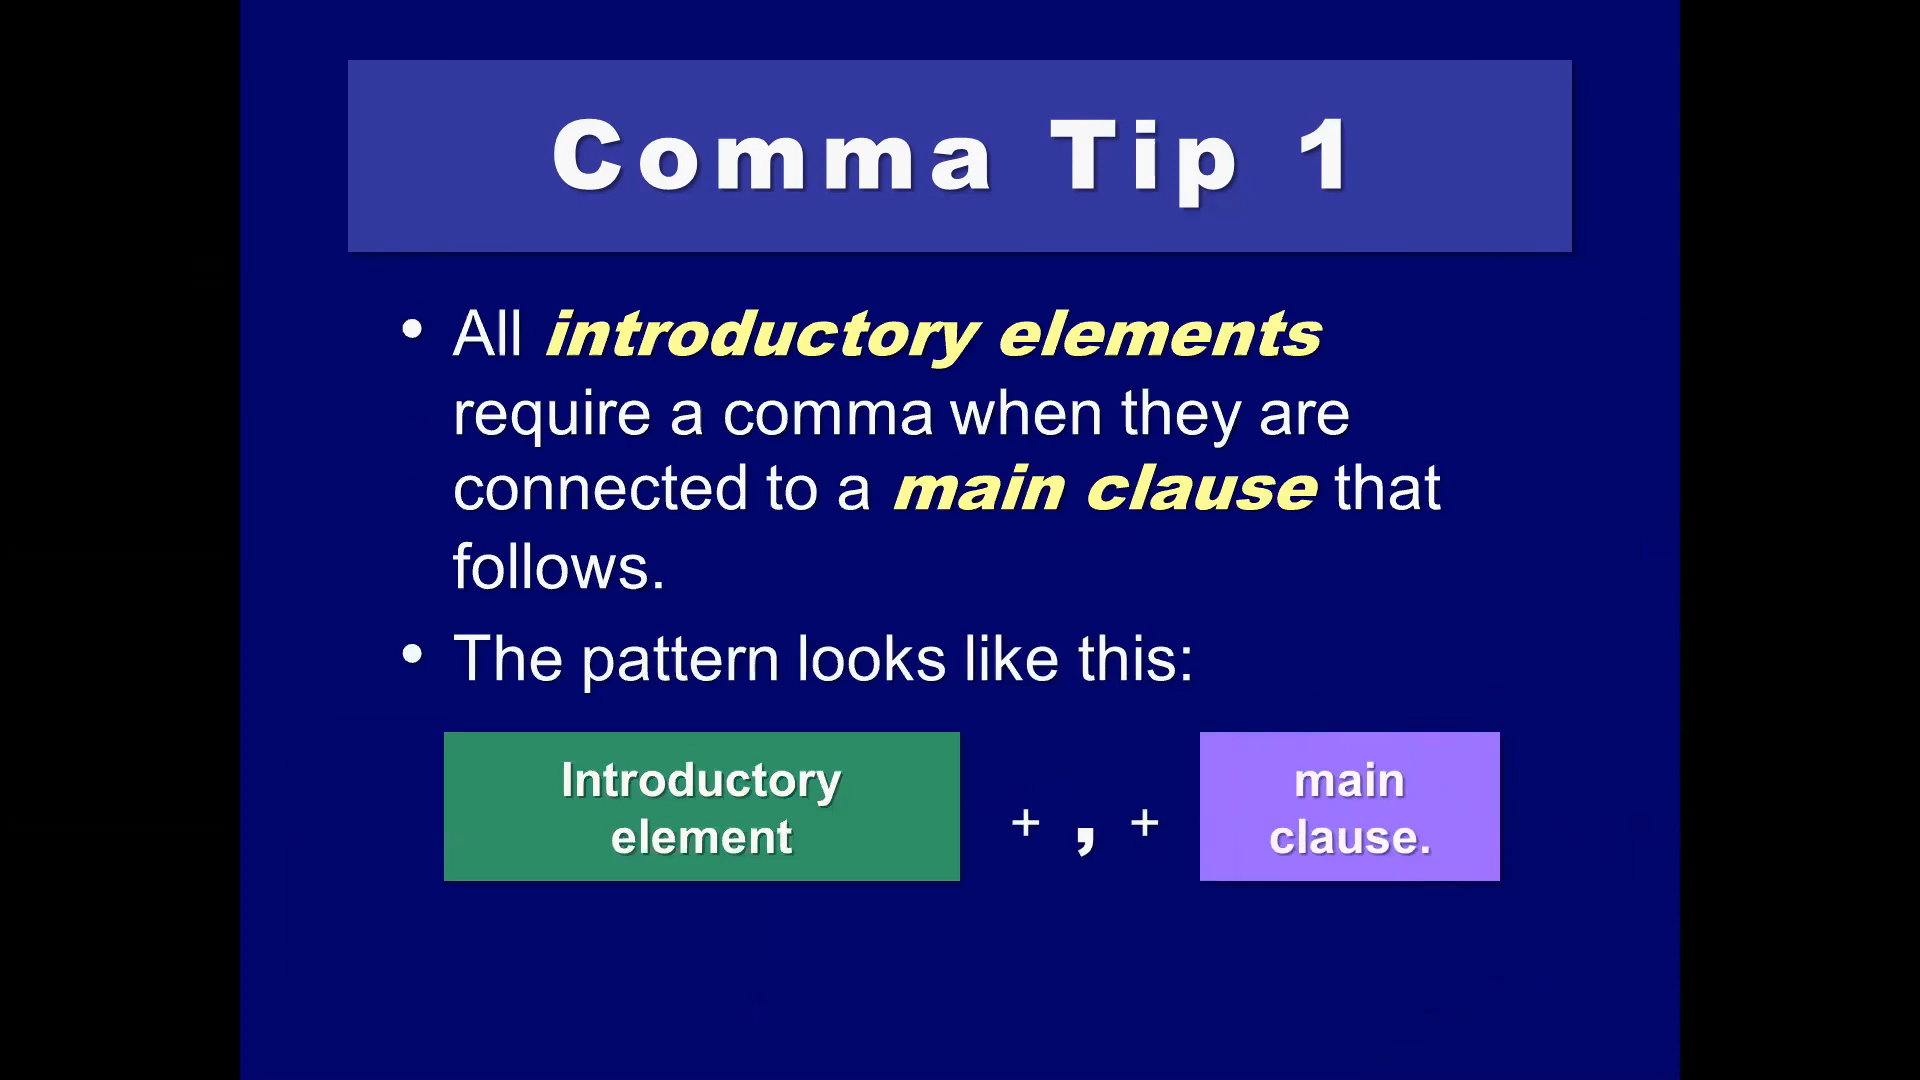 Comma Tip 1
• All introductory elements
require a comma when they are
connected to a main clause that
follows.
• The pattern looks like this:
Introductory
element
+ , +
main
clause.